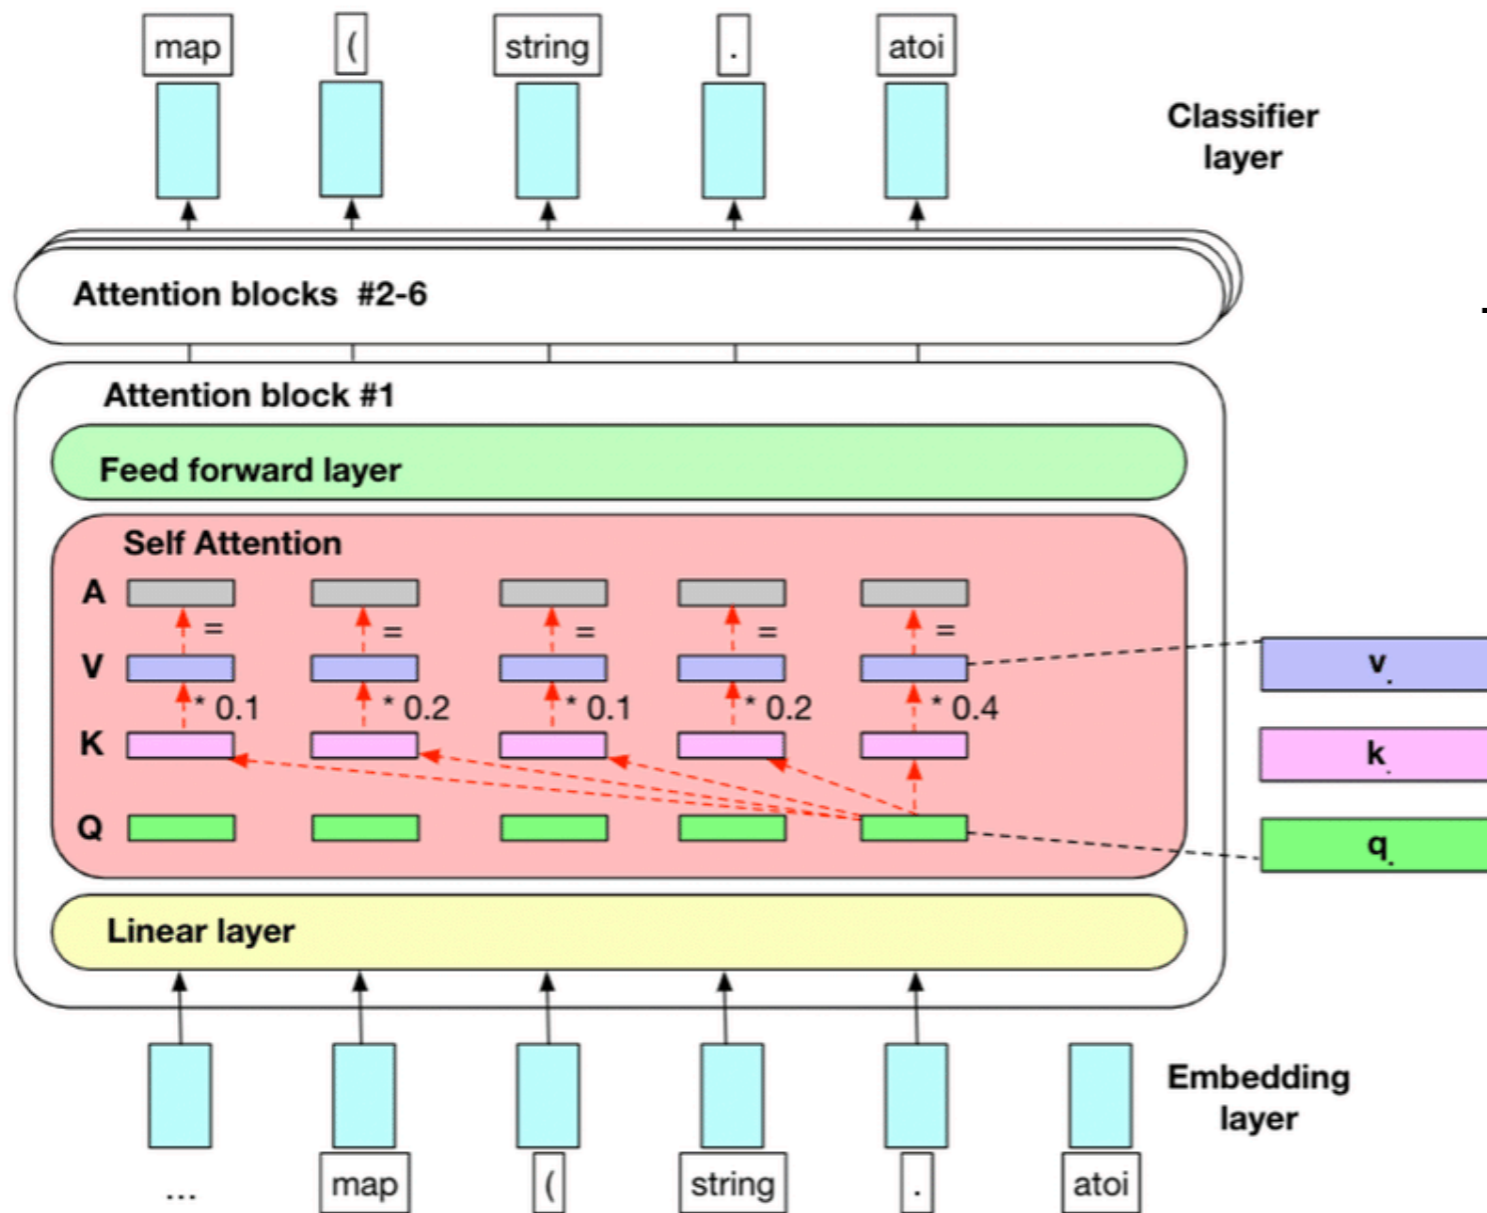 map ( string . atoi
Classifier
layer
Attention blocks #2-6
Attention block #1
Feed forward layer
Self Attention
A
= = = = =
V
v.
* 0.1 * 0.2 * 0.1 * 0.2 * 0.4
K
k.
Q
q.
Linear layer
Embedding
layer
... map ( string . atoi